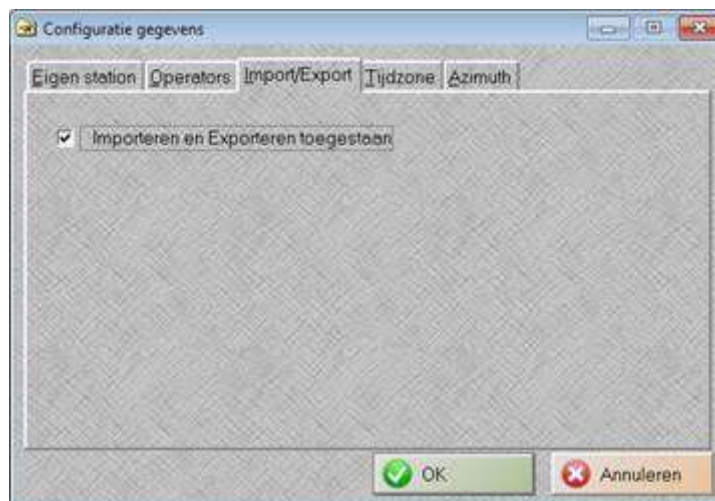 Configuratie gegevens
Eigen station Operators Import/Export Tijdzone Azimuth
Importeren en Exporteren toegestaan
OK Annuleren